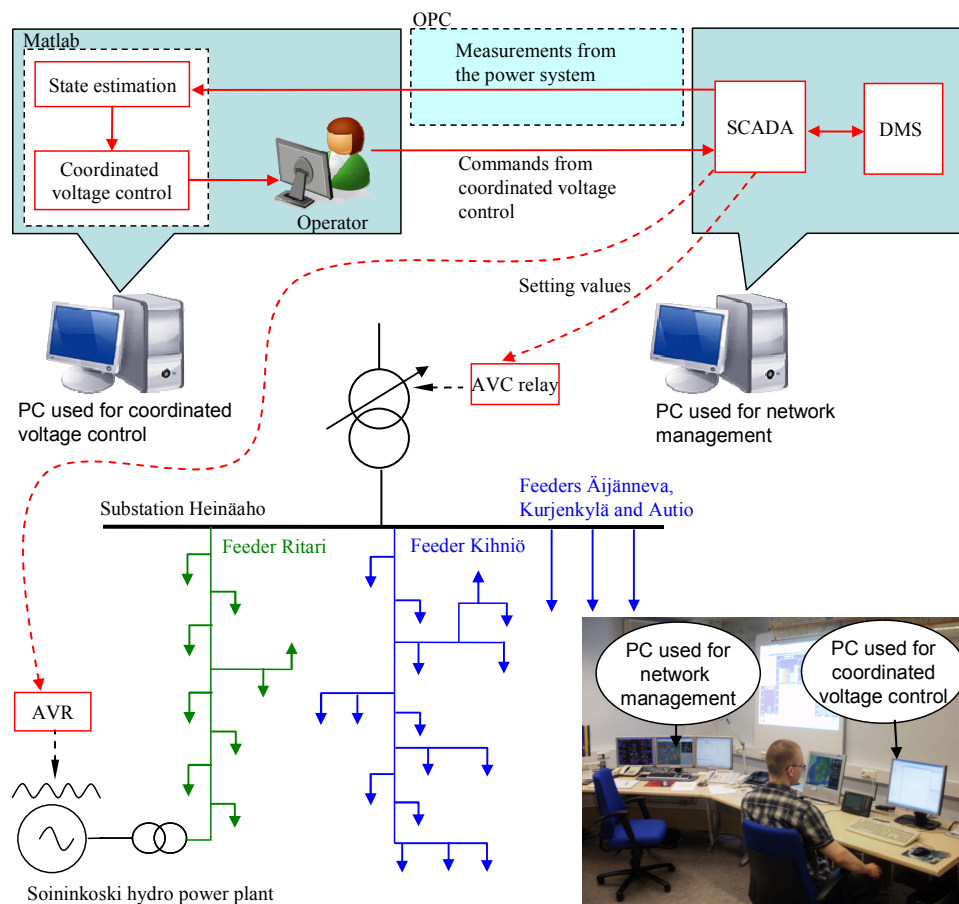 OPC
Matlab
Measurements from
the power system
State estimation
SCADA
DMS
Coordinated
voltage control
Commands from
coordinated voltage
control
Operator
Setting values
AVC relay
PC used for coordinated
voltage control
PC used for network
management
Feeders Äijänneva,
Kurjenkylä and Autio
Substation Heinäaho
Feeder Ritari
Feeder Kihniö
PC used for
network
management
PC used for
coordinated
voltage control
AVR
Soininkoski hydro power plant